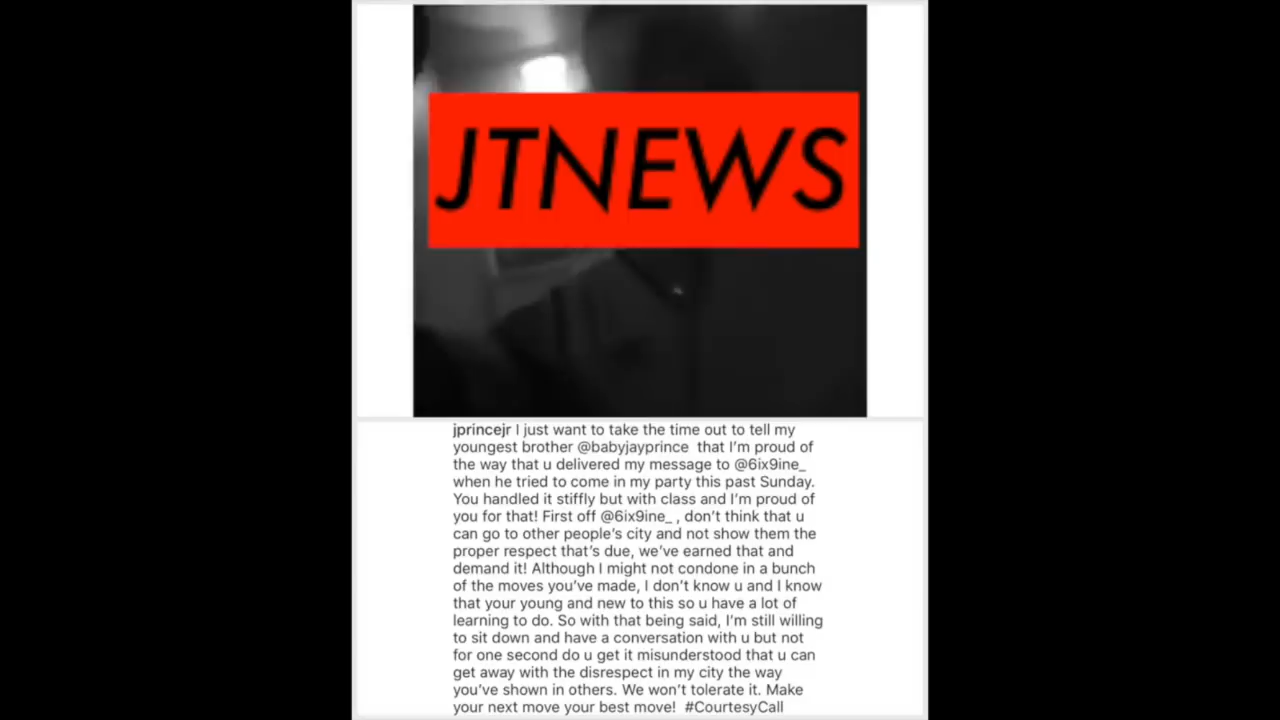 JTNEWS
jprincejr I just want to take the time out to tell my
youngest brother @babyjayprince that I'm proud of
the way that u delivered my message to @6ix9ine_
when he tried to come in my party this past Sunday.
You handled it stiffly but with class and I'm proud of
you for that! First off @6ix9ine_ , don't think that u
can go to other people's city and not show them the
proper respect that's due, we've earned that and
demand it! Although I might not condone in a bunch
of the moves you've made, I don't know u and I know
that your young and new to this so u have a lot of
learning to do. So with that being said, I'm still willing
to sit down and have a conversation with u but not
for one second do u get it misunderstood that u can
get away with the disrespect in my city the way
you've shown in others. We won't tolerate it. Make
your next move your best move! #CourtesyCall